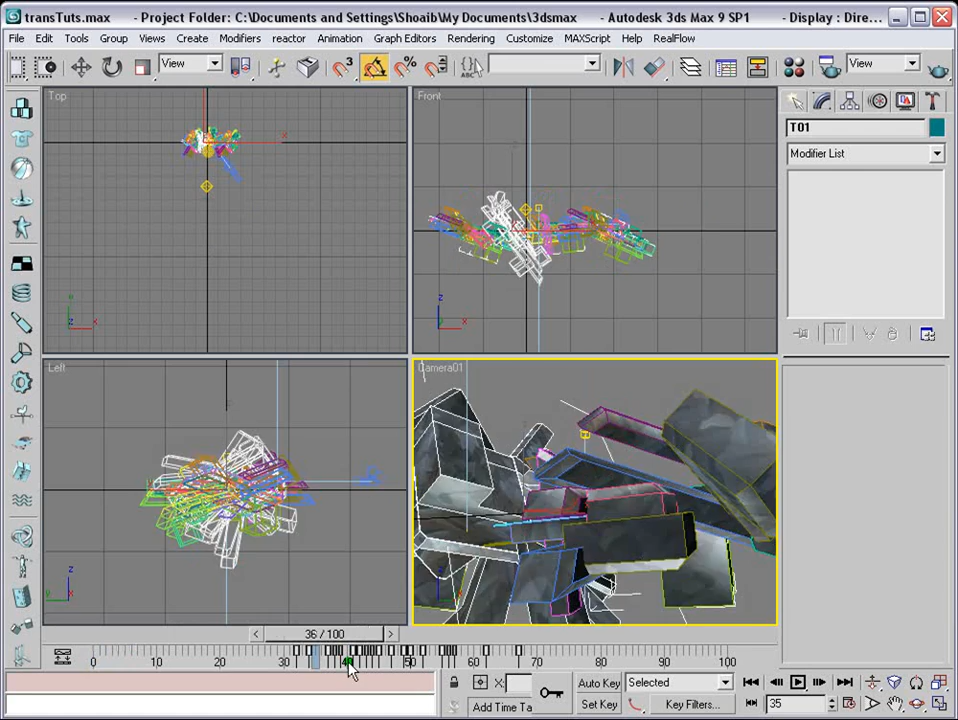 transTuts.max - Project Folder: C:\Documents and Settings\Shoaib\My Documents\3dsmax - Autodesk 3ds Max 9 SP1 - Display : Dire...
File Edit Tools Group Views Create Modifiers reactor Animation Graph Editors Rendering Customize MAXScript Help RealFlow
View 3 % ABC View
Top
Front
T01
Modifier List
x
z
x
z
x
Left
Camera01
z
36 / 100
0 10 20 30 40 50 60 70 80 90 100
X: Auto Key Selected
Add Time Ta Set Key Key Filters... 35